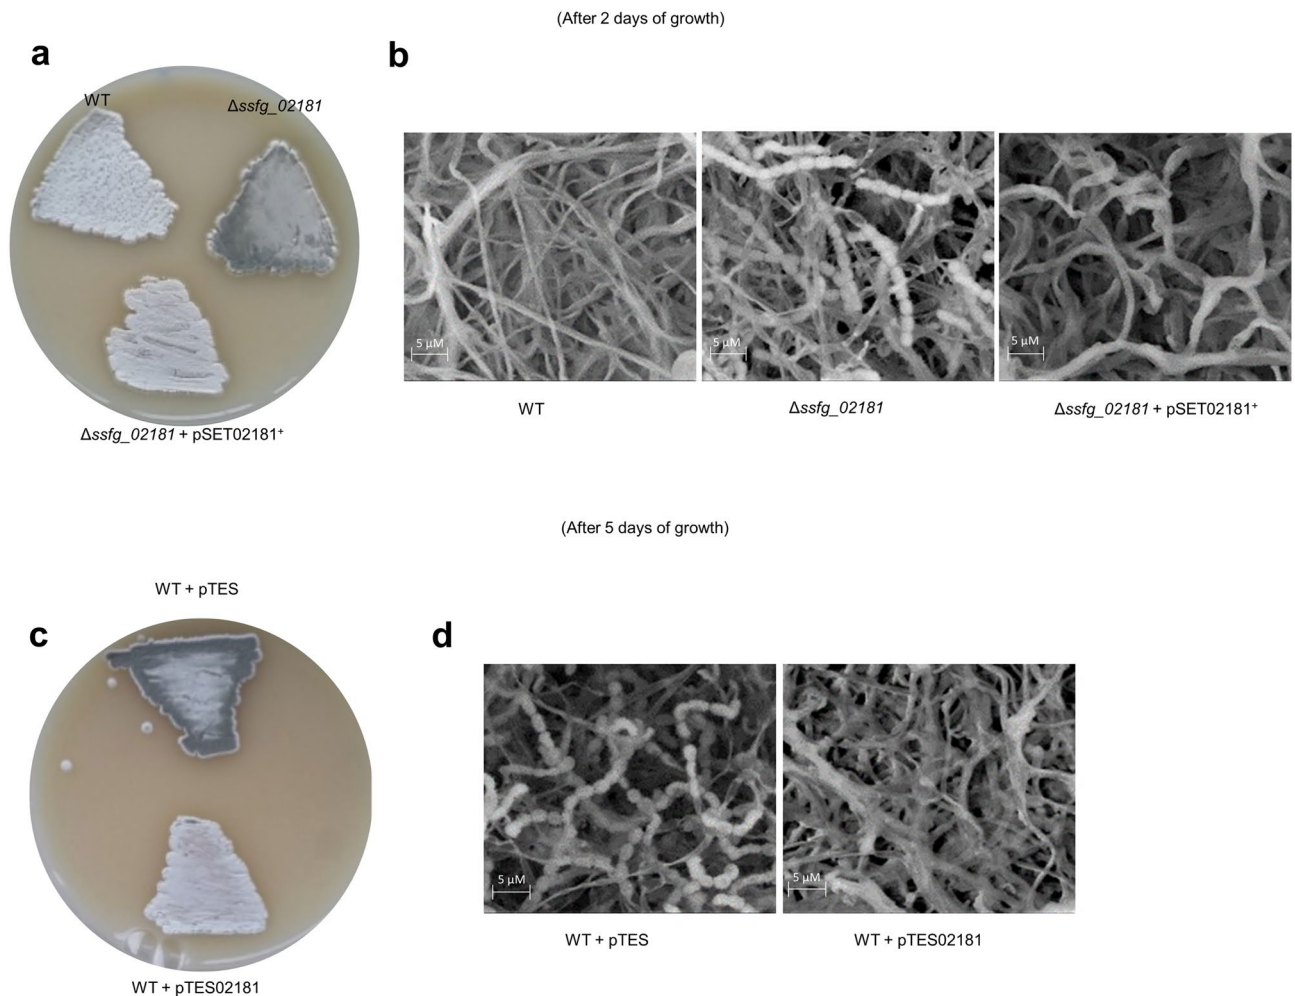 (After 2 days of growth)
a
b
WT
Δssfg_02181
5 μM
5 μM
5 μM
WT
Δssfg_02181
Δssfg_02181 + pSET02181⁺
Δssfg_02181 + pSET02181⁺
(After 5 days of growth)
WT + pTES
c
d
5 μM
5 μM
WT + pTES
WT + pTES02181
WT + pTES02181